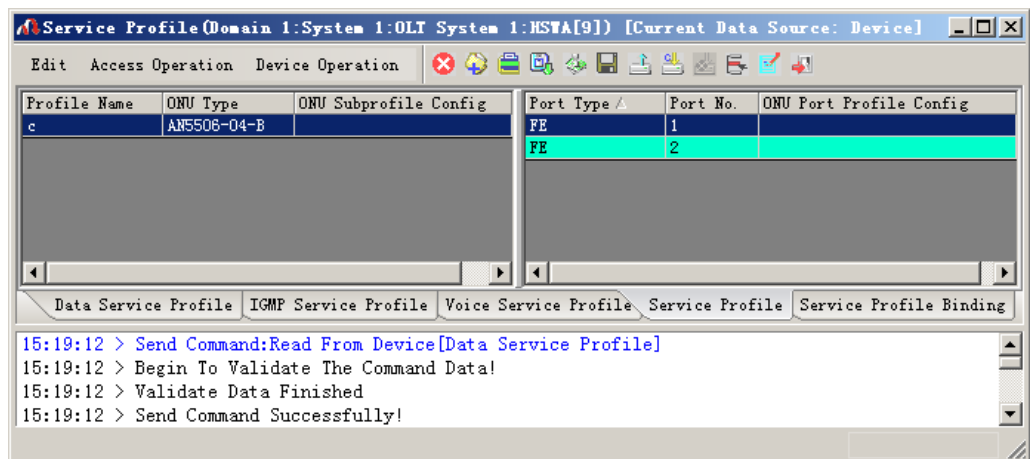 Service Profile(Domain 1:System 1:OLT System 1:HSWA[9]) [Current Data Source: Device]
Edit Access Operation Device Operation
Profile Name ONU Type ONU Subprofile Config Port Type Port No. ONU Port Profile Config
c AN5506-04-B FE 1
FE 2
Data Service Profile IGMP Service Profile Voice Service Profile Service Profile Service Profile Binding
15:19:12 > Send Command:Read From Device[Data Service Profile]
15:19:12 > Begin To Validate The Command Data!
15:19:12 > Validate Data Finished
15:19:12 > Send Command Successfully!